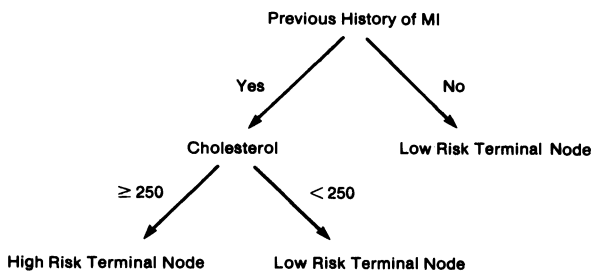 Previous History of MI
Yes
No
Cholesterol
Low Risk Terminal Node
≥ 250
< 250
High Risk Terminal Node
Low Risk Terminal Node